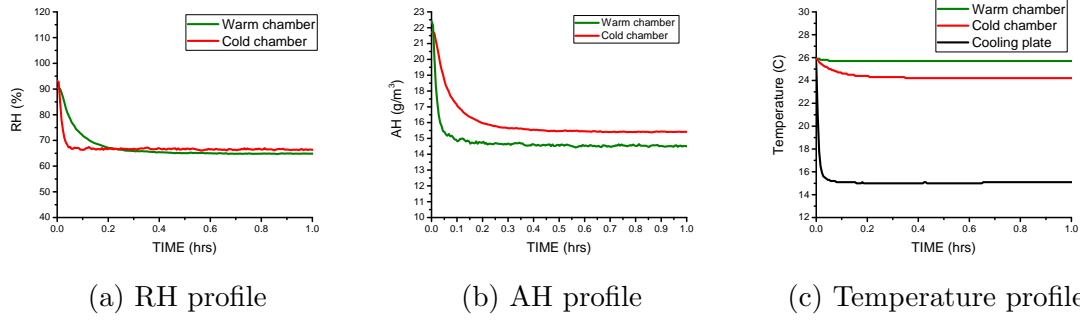 120
110
100
90
80
70
60
50
40
RH (%)
0.0 0.2 0.4 0.6 0.8 1.0
TIME (hrs)
Warm chamber
Cold chamber
(a) RH profile
23
22
21
20
19
18
17
16
15
14
13
12
11
10
AH (g/m³)
0.0 0.1 0.2 0.3 0.4 0.5 0.6 0.7 0.8 0.9 1.0
TIME (hrs)
Warm chamber
Cold chamber
(b) AH profile
30
28
26
24
22
20
18
16
14
12
Temperature (C)
0.0 0.2 0.4 0.6 0.8 1.0
TIME (hrs)
Warm chamber
Cold chamber
Cooling plate
(c) Temperature profile